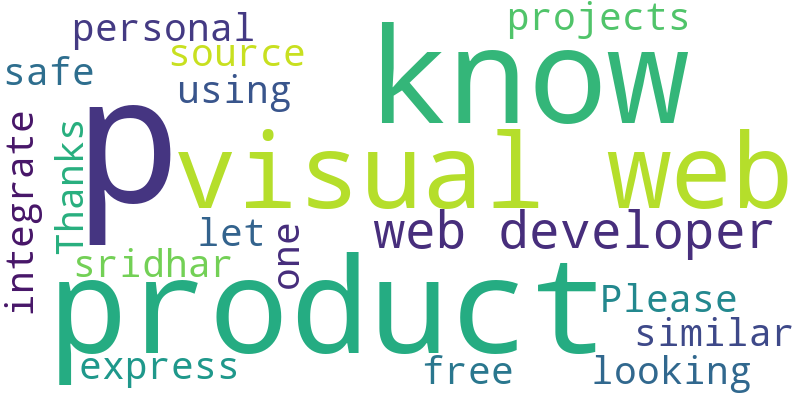 personal
projects
source
safe
using
know
p
integrate
Thanks
visual web
let
one
web developer
sridhar
product
Please
similar
express
free
looking